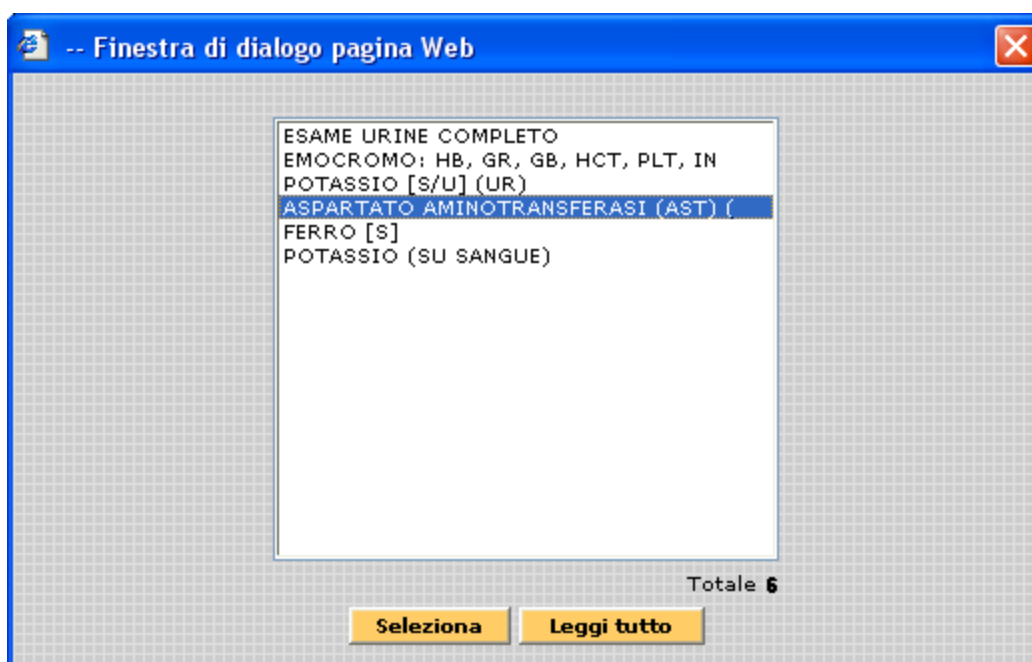 -- Finestra di dialogo pagina Web
ESAME URINE COMPLETO
EMOCROMO: HB, GR, GB, HCT, PLT, IN
POTASSIO [S/U] (UR)
ASPARTATO AMINOTRANSFERASI (AST) (
FERRO [S]
POTASSIO (SU SANGUE)
Totale 6
Seleziona Leggi tutto